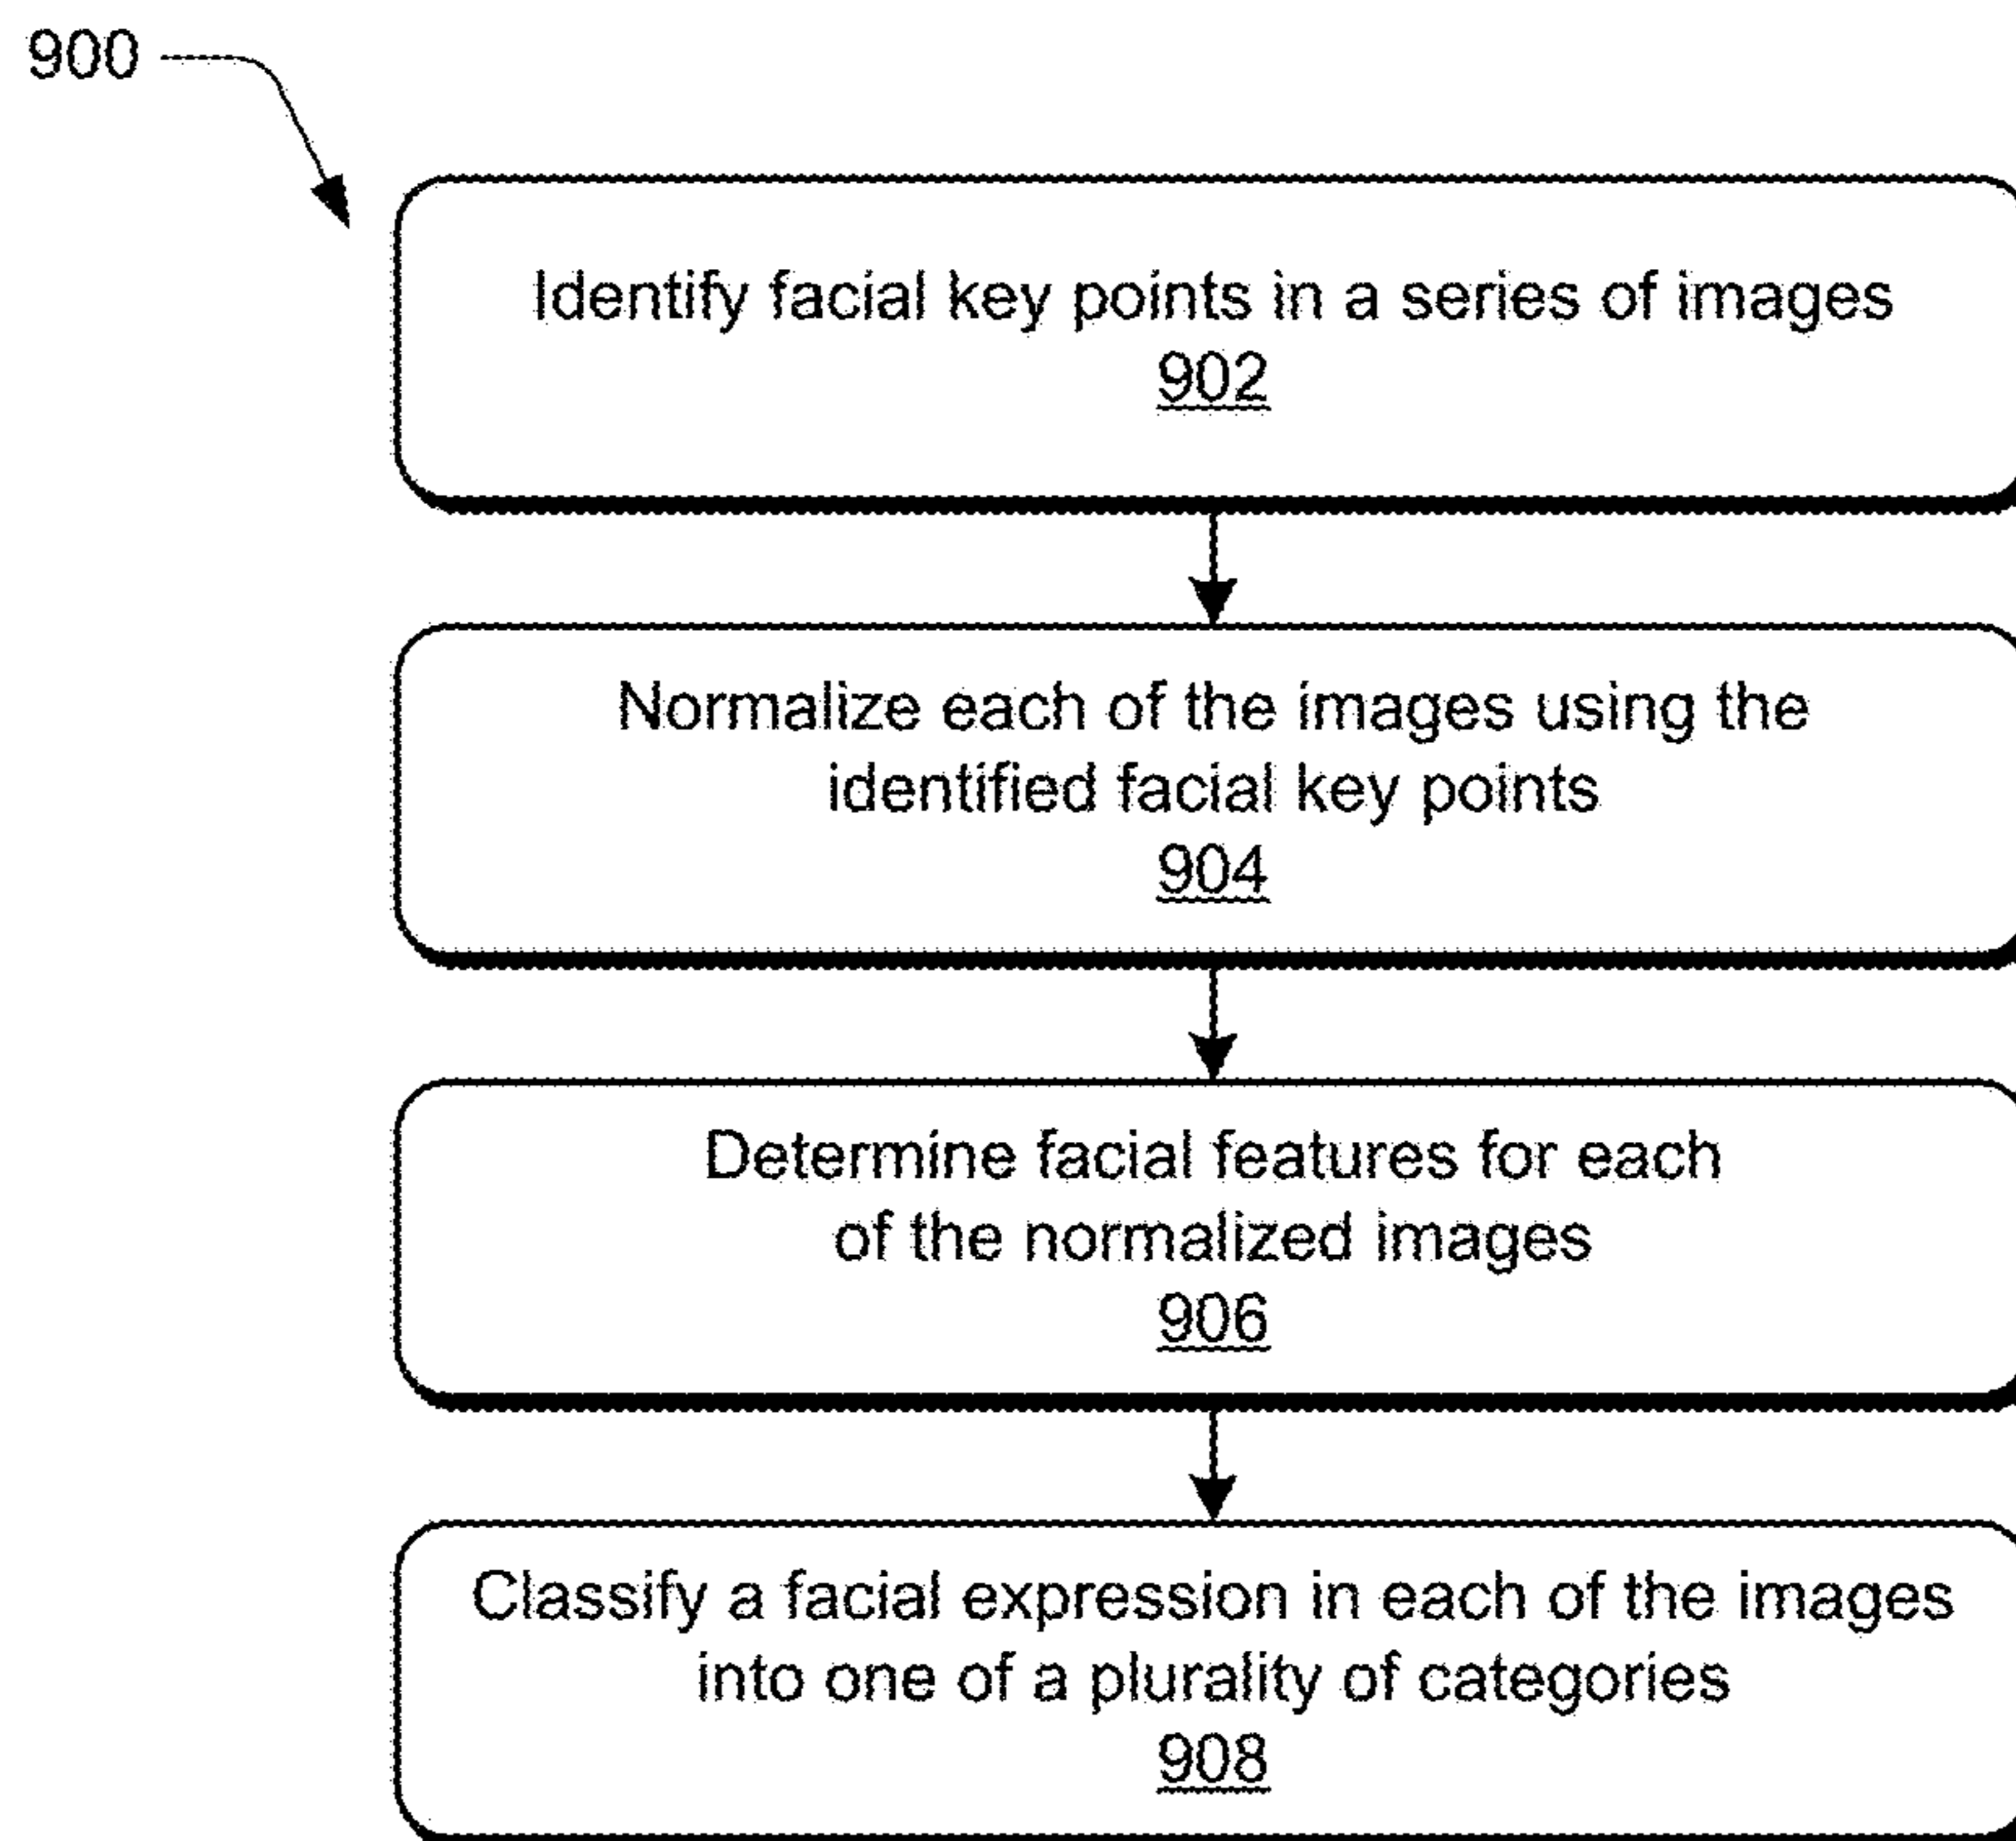 900
Identify facial key points in a series of images
902
Normalize each of the images using the
identified facial key points
904
Determine facial features for each
of the normalized images
906
Classify a facial expression in each of the images
into one of a plurality of categories
908